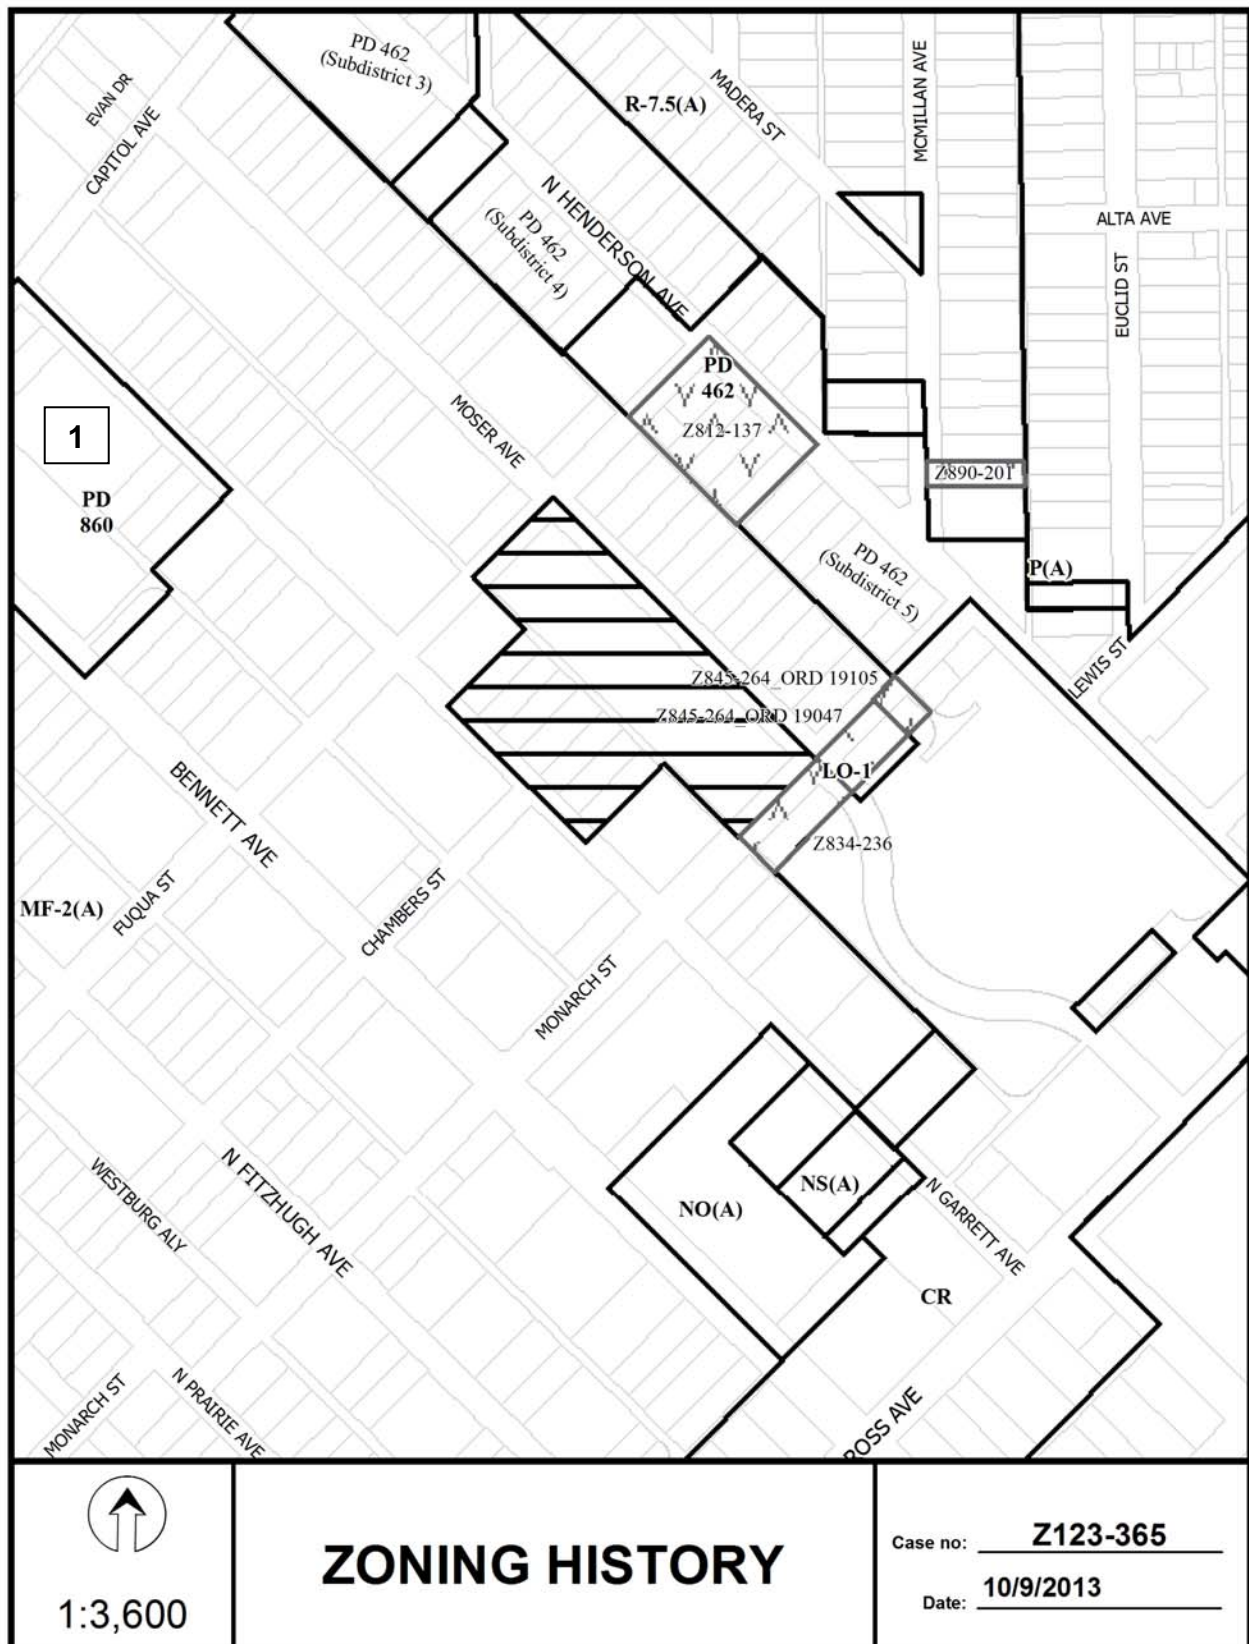 PD 462
(Subdistrict 3)
EVAN DR
CAPITOL AVE
R-7.5(A)
MADERA ST
MCMILLAN AVE
ALTA AVE
EUCLID ST
N HENDERSON AVE
PD 462
(Subdistrict 4)
1
PD
860
MOSER AVE
PD
462
Z812-137
Z890-201
PD 462
(Subdistrict 5)
P(A)
LEWIS ST
Z845-264_ORD 19105
Z845-264_ORD 19047
LO-1
Z834-236
BENNETT AVE
MF-2(A)
FUQUA ST
CHAMBERS ST
MONARCH ST
WESTBURG ALY
N FITZHUGH AVE
NO(A)
NS(A)
N GARRETT AVE
CR
MONARCH ST
N PRAIRIE AVE
ROSS AVE
1:3,600
ZONING HISTORY
Case no: Z123-365
Date: 10/9/2013